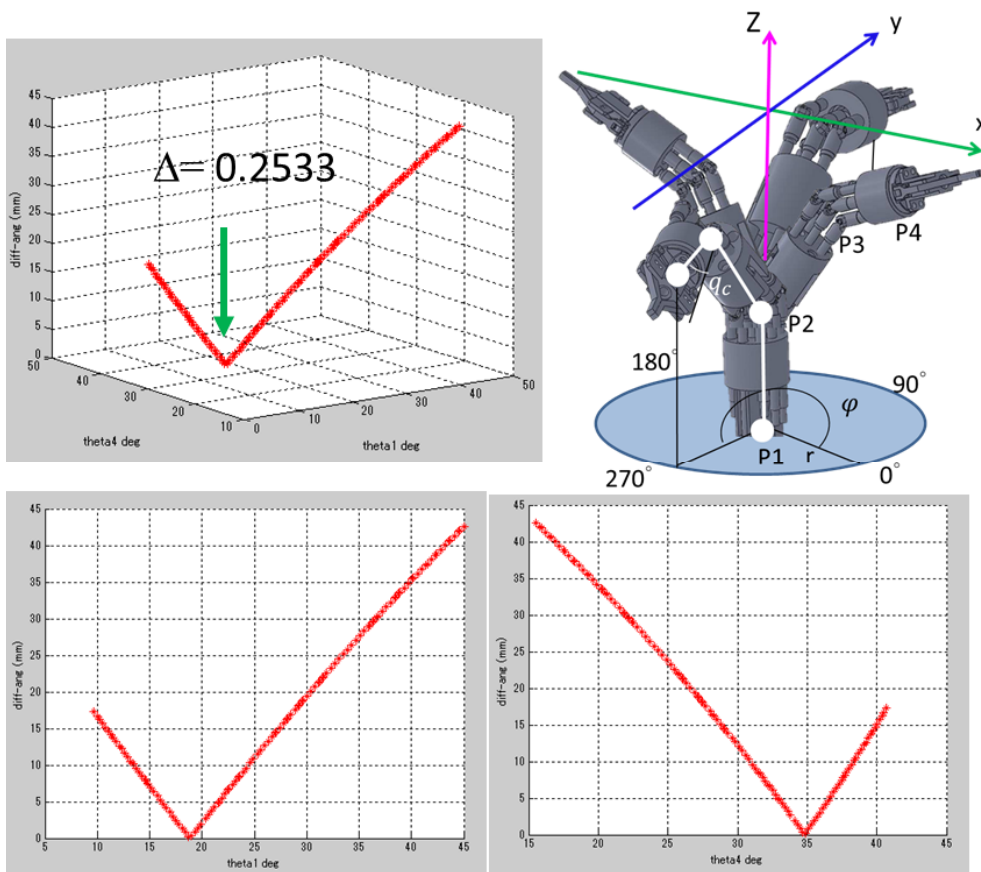 Δ= 0.2533
diff-ang (mm)
45
40
35
30
25
20
15
10
5
0
50
40
30
20
10
theta4 deg
0
10
20
30
40
50
theta1 deg
Z
y
x
P3
P4
q_c
P2
180°
90°
φ
P1
r
270°
0°
diff-ang (mm)
45
40
35
30
25
20
15
10
5
0
5 10 15 20 25 30 35 40 45
theta1 deg
diff-ang (mm)
45
40
35
30
25
20
15
10
5
0
15 20 25 30 35 40 45
theta4 deg